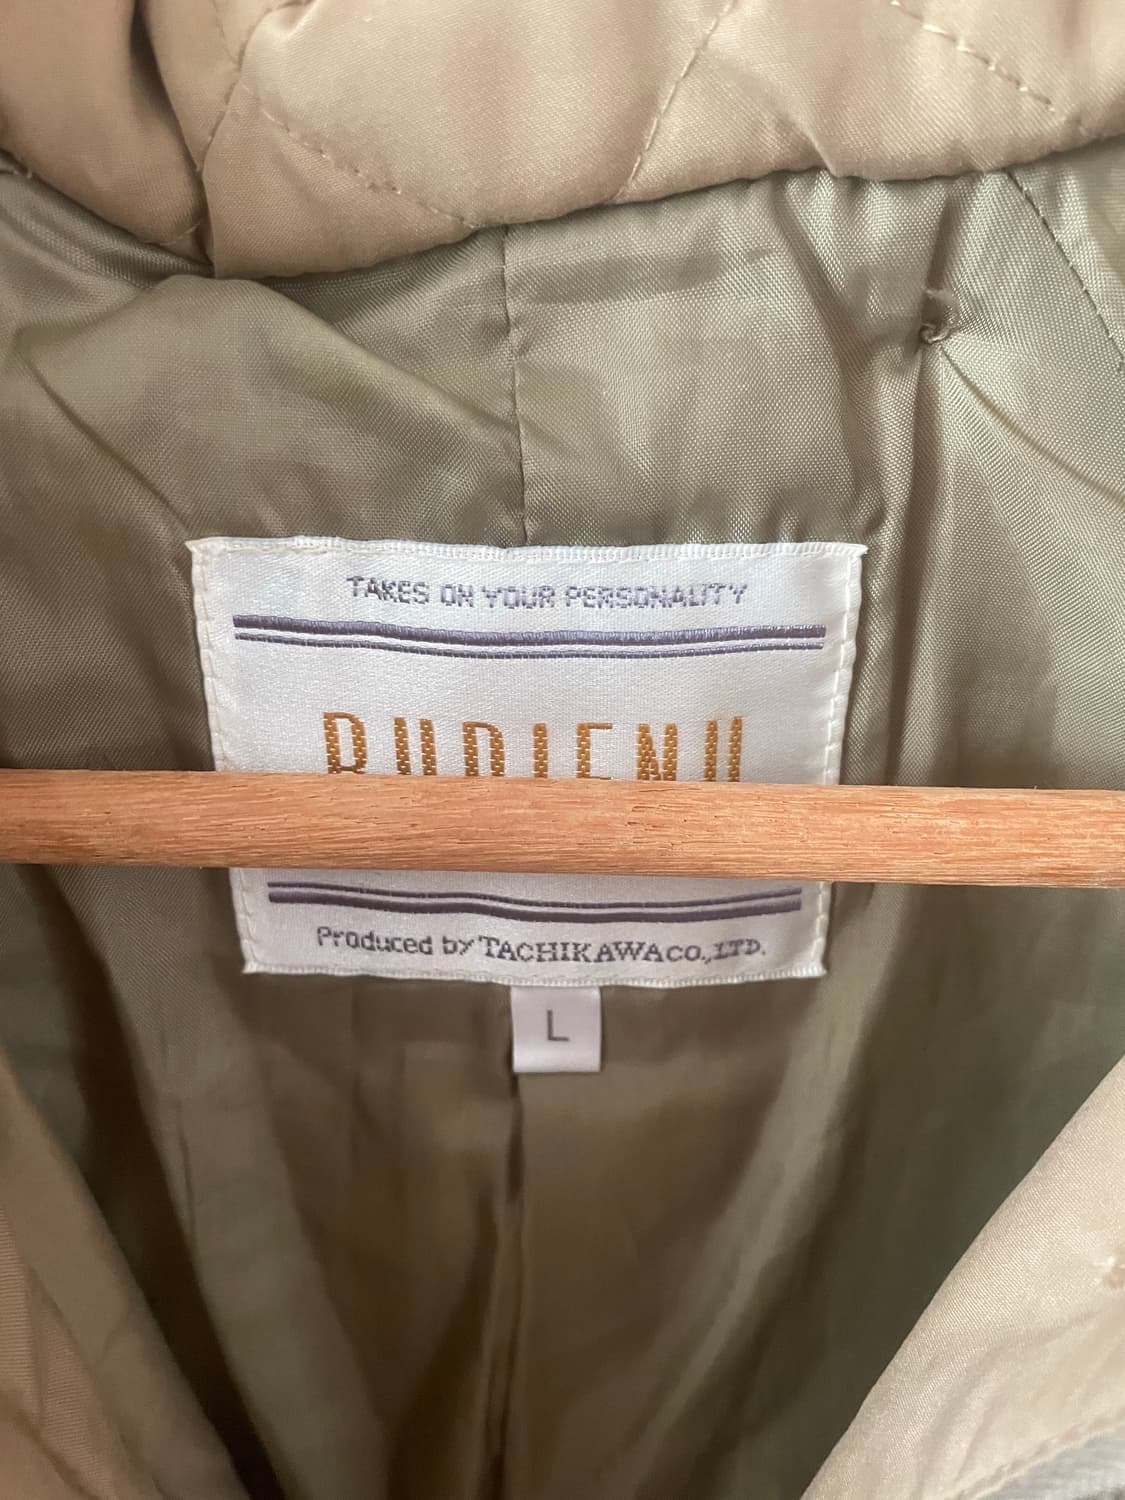 TAKES ON YOUR PERSONALITY
Produced by TACHIKAWA CO., LTD.
L